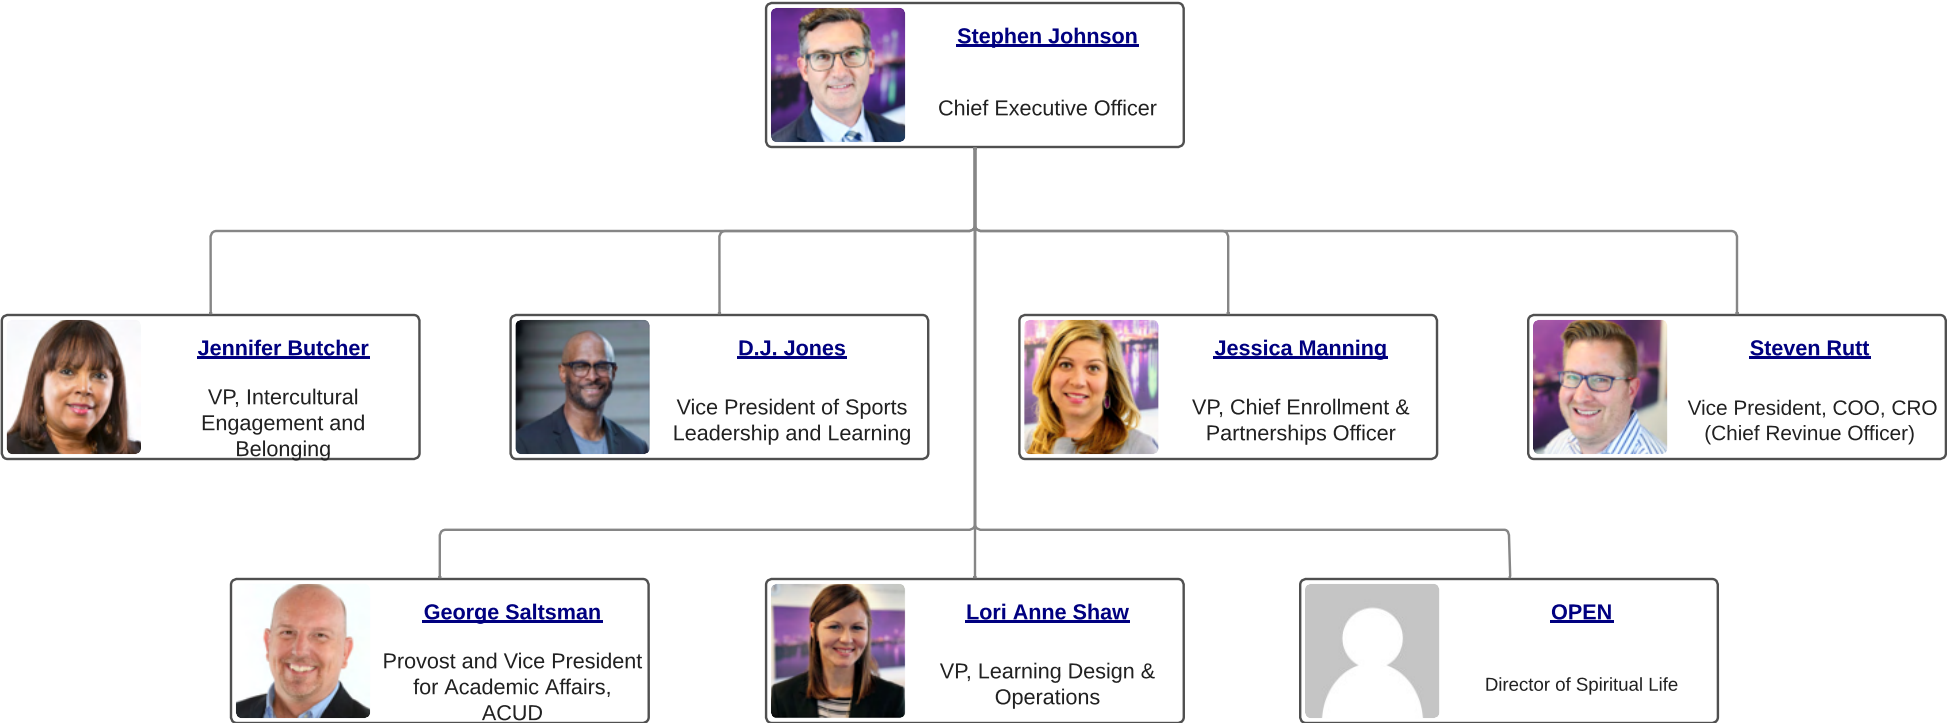 Stephen Johnson
Chief Executive Officer
Jennifer Butcher
VP, Intercultural
Engagement and
Belonging
D.J. Jones
Vice President of Sports
Leadership and Learning
Jessica Manning
VP, Chief Enrollment &
Partnerships Officer
Steven Rutt
Vice President, COO, CRO
(Chief Revinue Officer)
George Saltsman
Provost and Vice President
for Academic Affairs,
ACUD
Lori Anne Shaw
VP, Learning Design &
Operations
OPEN
Director of Spiritual Life